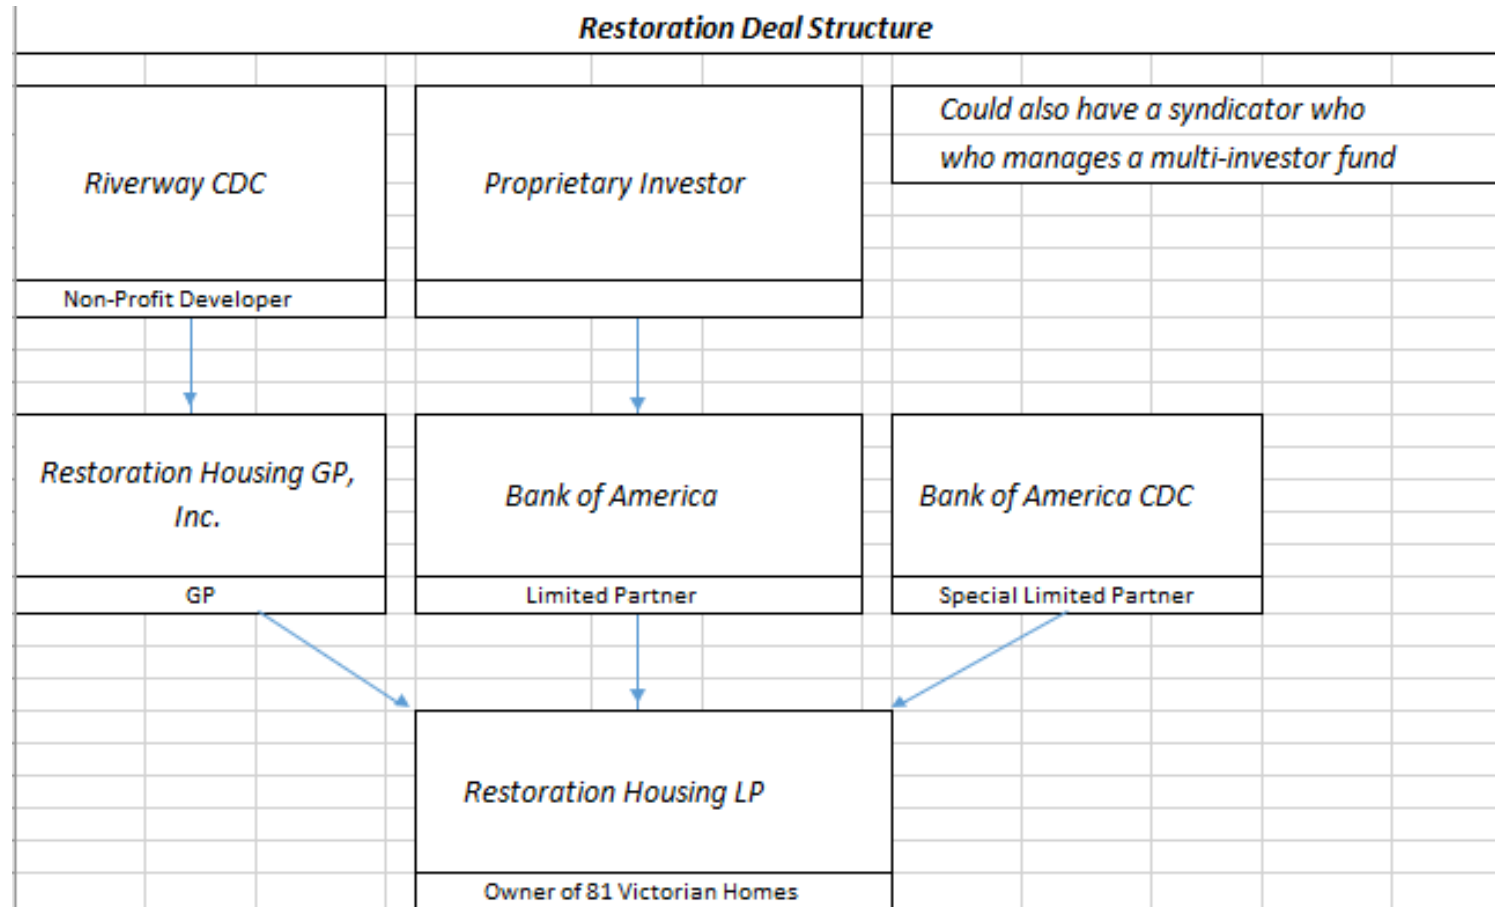 Restoration Deal Structure
Could also have a syndicator who
who manages a multi-investor fund
Riverway CDC
Proprietary Investor
Non-Profit Developer
Restoration Housing GP,
Inc.
Bank of America
Bank of America CDC
GP
Limited Partner
Special Limited Partner
Restoration Housing LP
Owner of 81 Victorian Homes